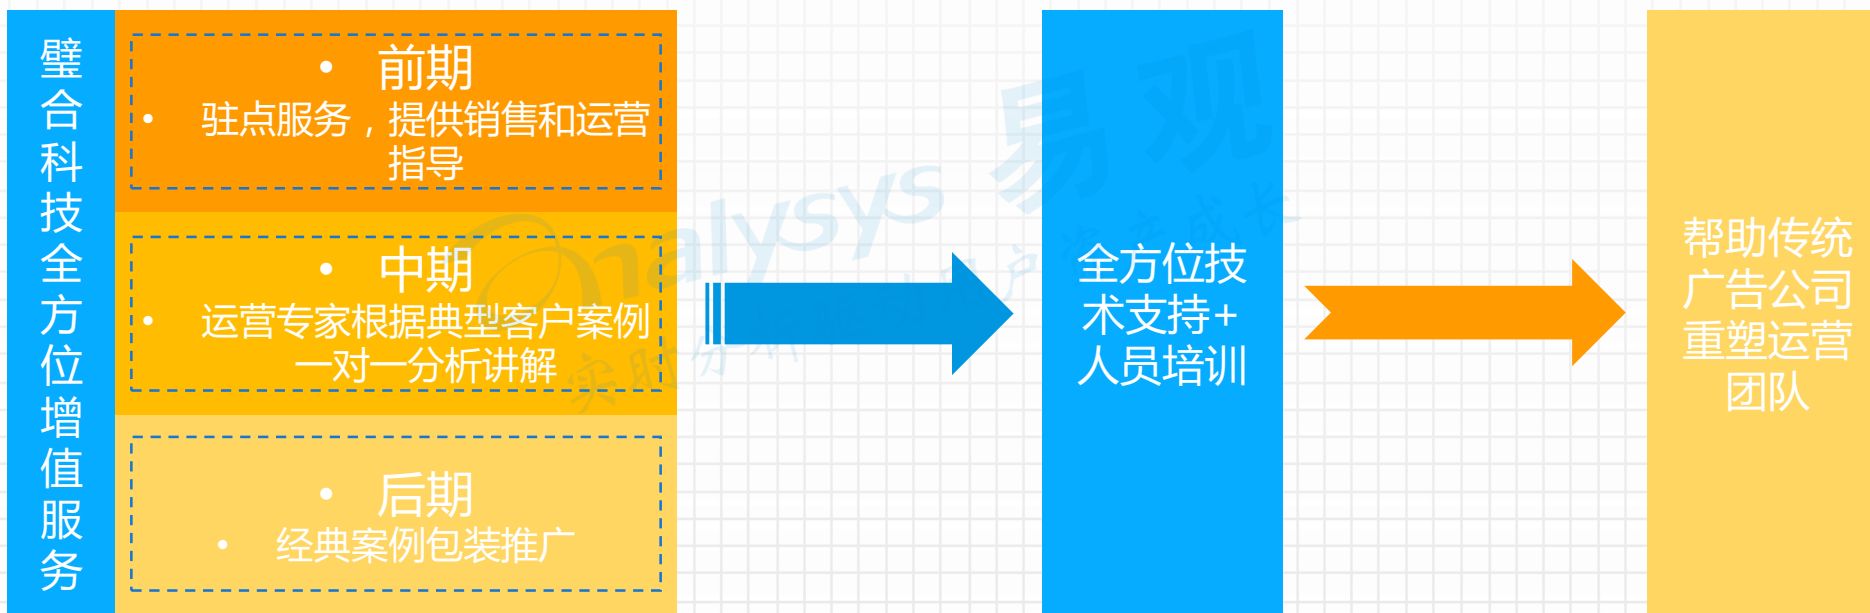 璧合科技全方位增值服务
• 前期
• 驻点服务，提供销售和运营
指导
• 中期
• 运营专家根据典型客户案例
一对一分析讲解
• 后期
• 经典案例包装推广
全方位技
术支持+
人员培训
帮助传统
广告公司
重塑运营
团队
analysys 易观